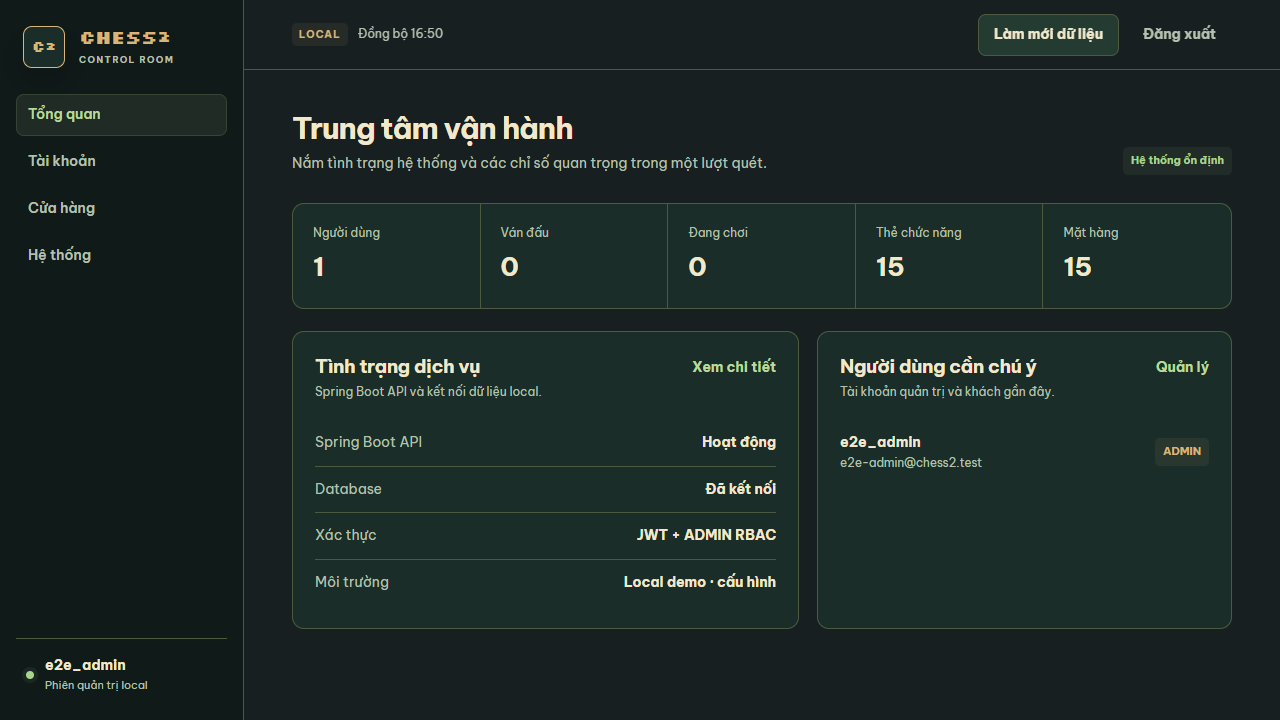 C2
CHESS2
CONTROL ROOM
Tổng quan
Tài khoản
Cửa hàng
Hệ thống
e2e_admin
Phiên quản trị local
LOCAL
Đồng bộ 16:50
Làm mới dữ liệu
Đăng xuất
Trung tâm vận hành
Nắm tình trạng hệ thống và các chỉ số quan trọng trong một lượt quét.
Hệ thống ổn định
Người dùng
1
Ván đấu
0
Đang chơi
0
Thẻ chức năng
15
Mặt hàng
15
Tình trạng dịch vụ
Xem chi tiết
Spring Boot API và kết nối dữ liệu local.
Spring Boot API
Hoạt động
Database
Đã kết nối
Xác thực
JWT + ADMIN RBAC
Môi trường
Local demo · cấu hình
Người dùng cần chú ý
Quản lý
Tài khoản quản trị và khách gần đây.
e2e_admin
e2e-admin@chess2.test
ADMIN